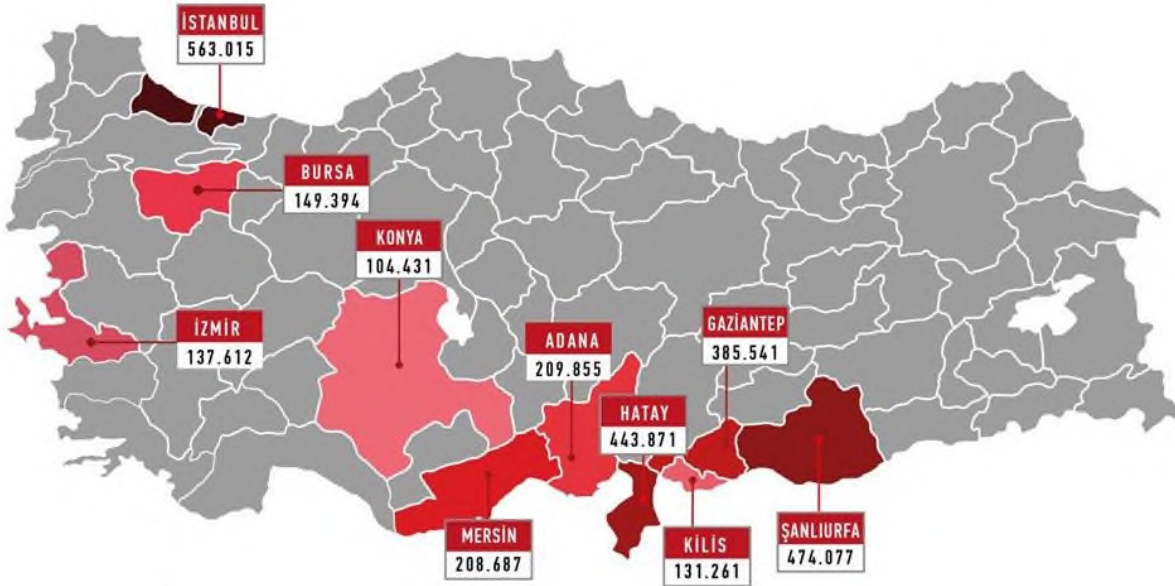 İSTANBUL
563.015
BURSA
149.394
KONYA
104.431
İZMİR
137.612
ADANA
209.855
GAZİANTEP
385.541
HATAY
443.871
MERSİN
208.687
KİLİS
131.261
ŞANLIURFA
474.077